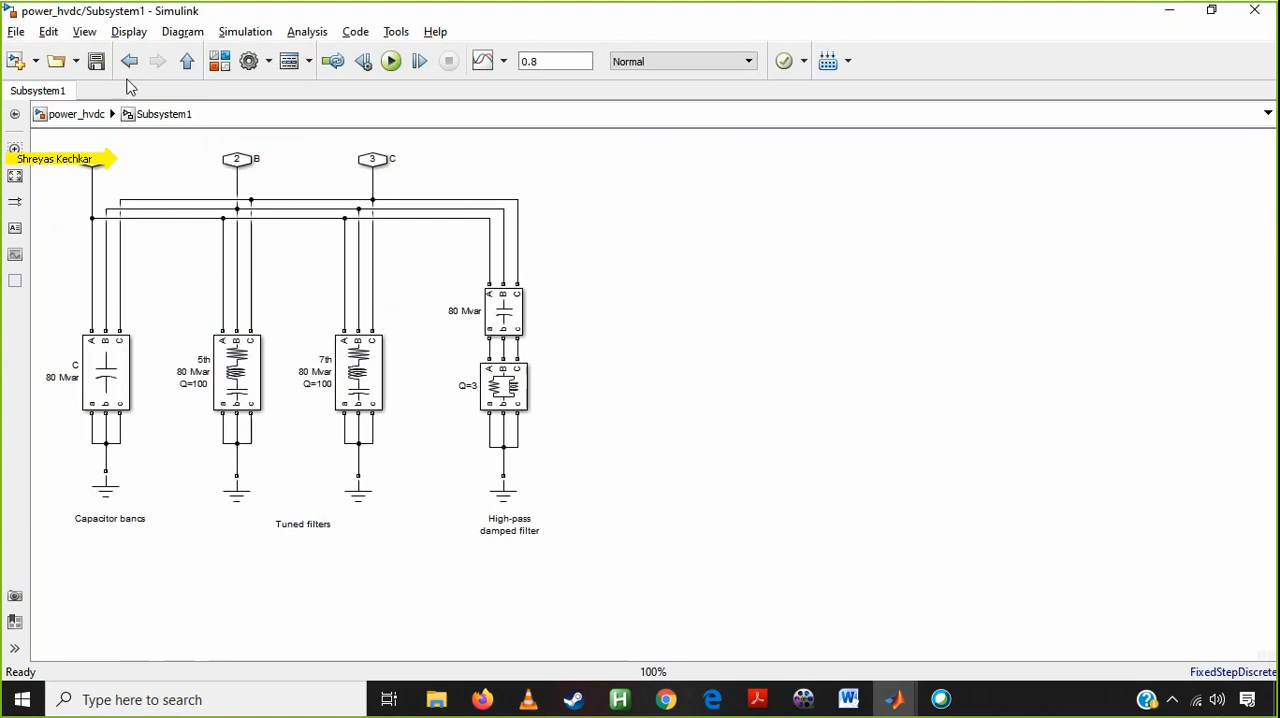 power_hvdc/Subsystem1 - Simulink
File Edit View Display Diagram Simulation Analysis Code Tools Help
0.8 Normal
Subsystem1
power_hvdc Subsystem1
Shreyas Kechkar
2 B 3 C
A B C
80 Mvar
a b c
A B C
C
80 Mvar
a b c
A B C
5th
80 Mvar
Q=100
a b c
A B C
7th
80 Mvar
Q=100
a b c
A B C
Q=3
a b c
Capacitor bancs
Tuned filters
High-pass
damped filter
Ready 100% FixedStepDiscrete
Type here to search